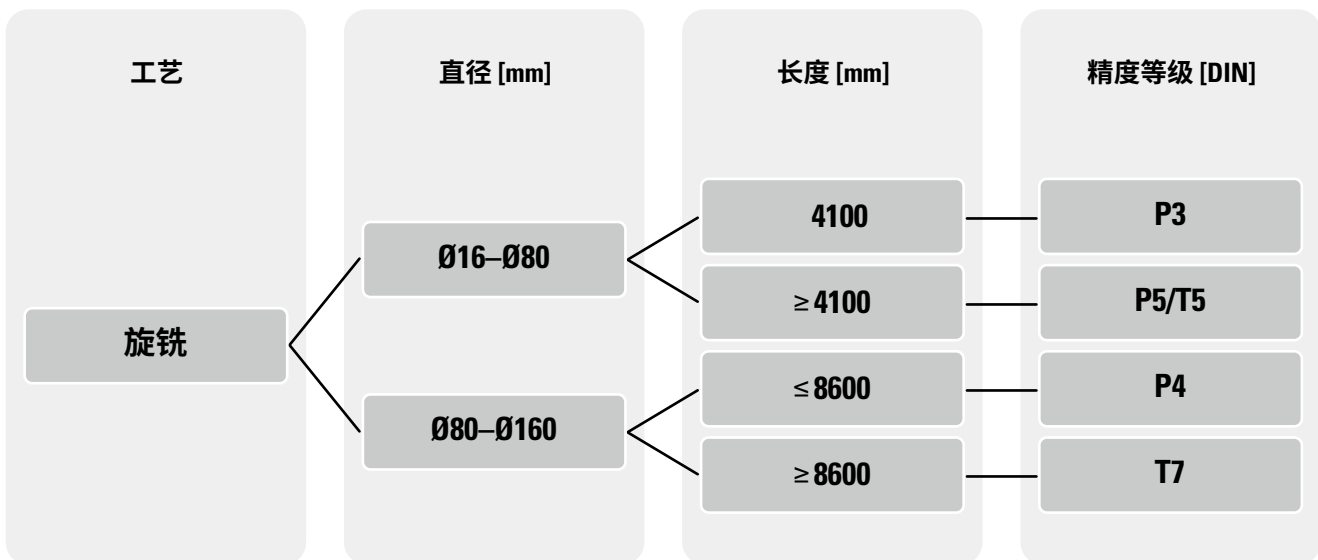 工艺
直径 [mm]
长度 [mm]
精度等级 [DIN]
旋铣
Ø16–Ø80
Ø80–Ø160
4100
≥ 4100
≤ 8600
≥ 8600
P3
P5/T5
P4
T7